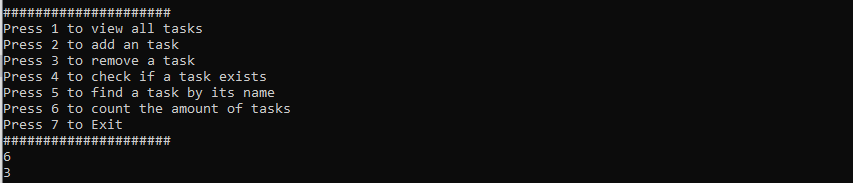 #####################
Press 1 to view all tasks
Press 2 to add an task
Press 3 to remove a task
Press 4 to check if a task exists
Press 5 to find a task by its name
Press 6 to count the amount of tasks
Press 7 to Exit
#####################
6
3